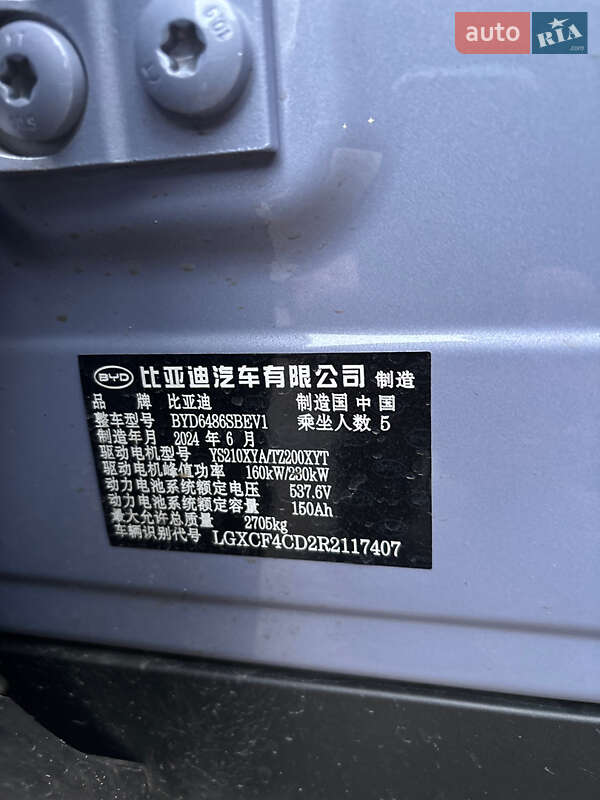 auto RIA
.com
BYD 比亚迪汽车有限公司 制造
品 牌 比亚迪 制造国 中国
整车型号 BYD6486SBEV1 乘坐人数 5
制造年月 2024 年 6 月
驱动电机型号 YS210XYA/TZ200XYT
驱动电机峰值功率 160kW/230kW
动力电池系统额定电压 537.6V
动力电池系统额定容量 150Ah
最大允许总质量 2705kg
车辆识别代号 LGXCF4CD2R2117407